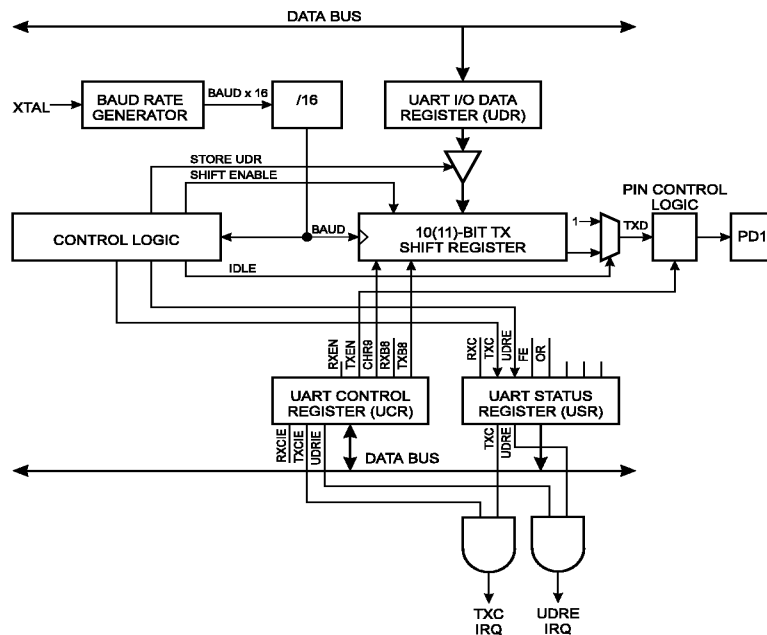 DATA BUS
XTAL
BAUD RATE
GENERATOR
BAUD x 16
/16
UART I/O DATA
REGISTER (UDR)
STORE UDR
SHIFT ENABLE
PIN CONTROL
LOGIC
CONTROL LOGIC
BAUD
10(11)-BIT TX
SHIFT REGISTER
1
TXD
PD1
IDLE
RXEN
TXEN
CHR9
RXB8
TXB8
RXC
TXC
UDRE
FE
OR
UART CONTROL
REGISTER (UCR)
UART STATUS
REGISTER (USR)
RXCIE
TXCIE
UDRIE
TXC
UDRE
DATA BUS
TXC
IRQ
UDRE
IRQ